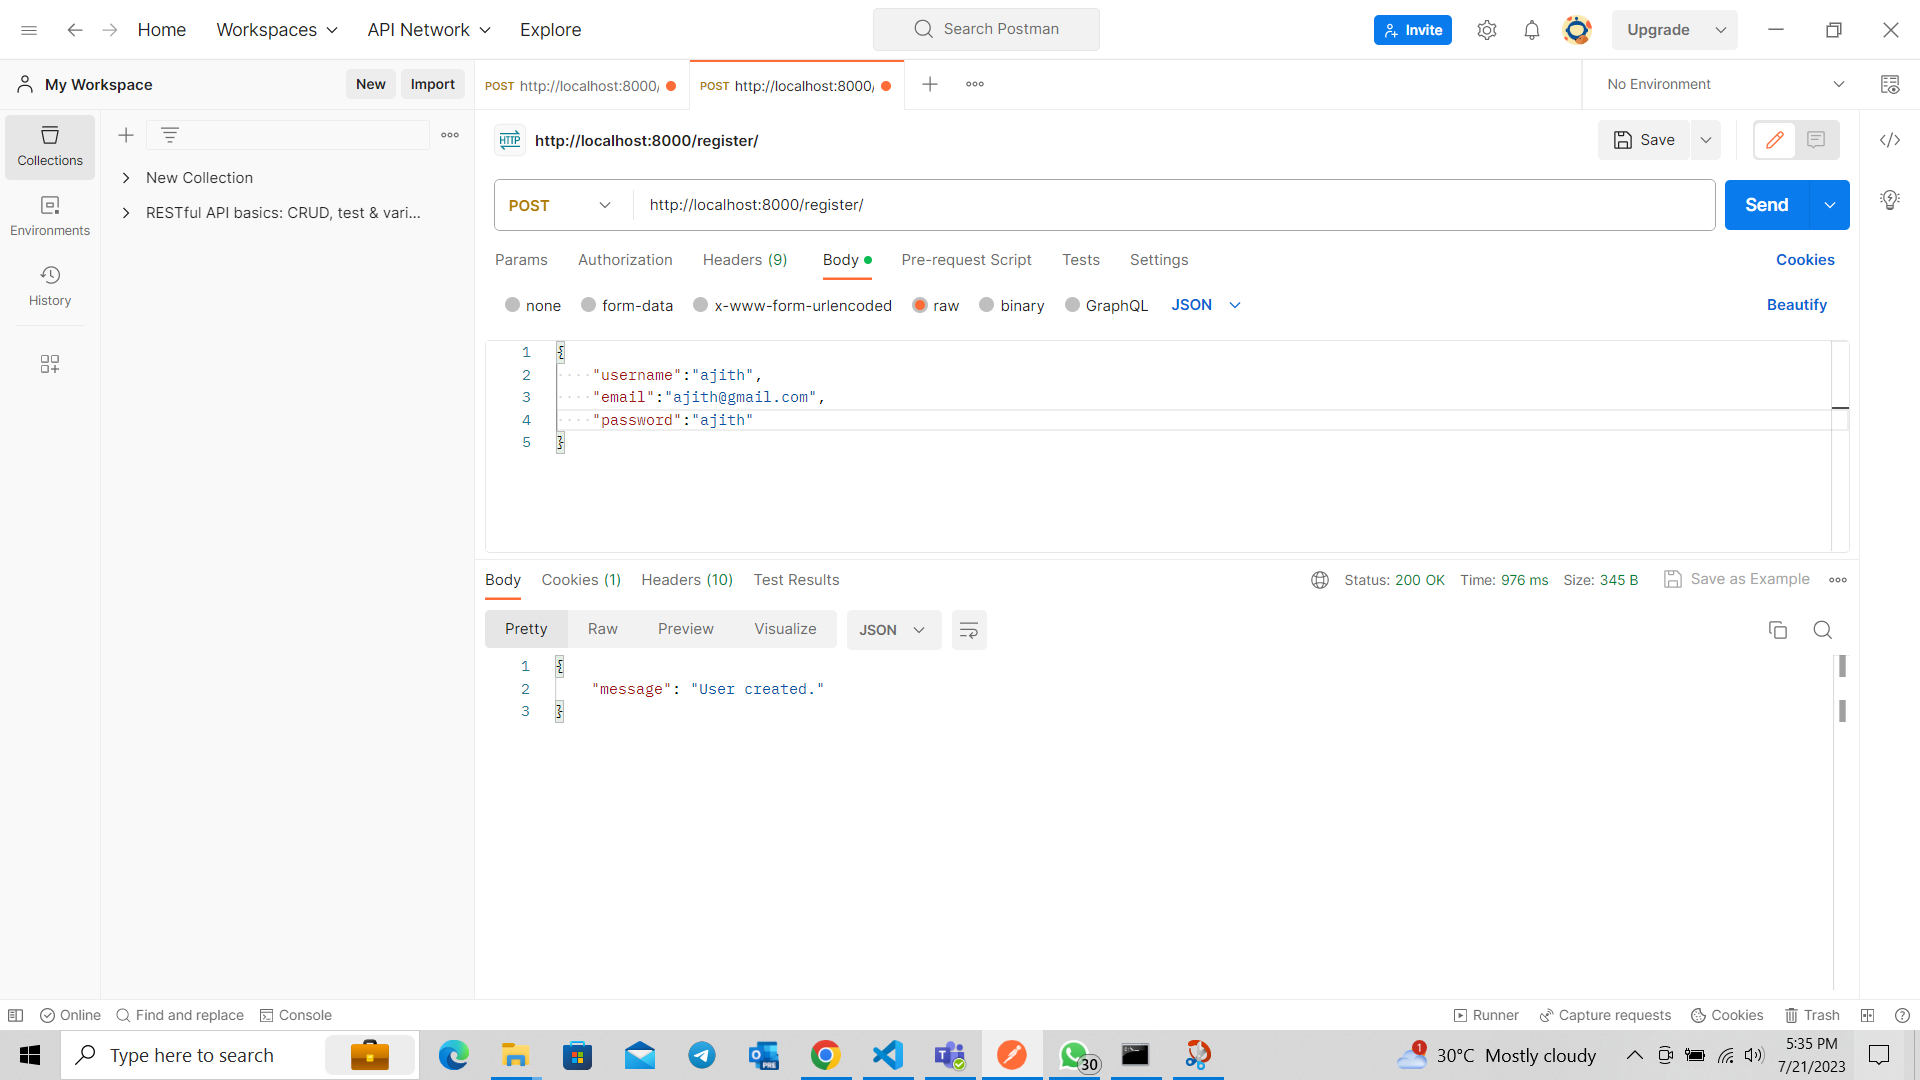 Home Workspaces API Network Explore Search Postman Invite Upgrade
My Workspace New Import POST http://localhost:8000/ POST http://localhost:8000/ No Environment
Collections
Environments
History
New Collection
RESTful API basics: CRUD, test & vari...
HTTP http://localhost:8000/register/ Save
POST http://localhost:8000/register/ Send
Params Authorization Headers (9) Body Pre-request Script Tests Settings Cookies
none form-data x-www-form-urlencoded raw binary GraphQL JSON Beautify
1 {
2 "username":"ajith",
3 "email":"ajith@gmail.com",
4 "password":"ajith"
5 }
Body Cookies (1) Headers (10) Test Results Status: 200 OK Time: 976 ms Size: 345 B Save as Example
Pretty Raw Preview Visualize JSON
1 {
2 "message": "User created."
3 }
Online Find and replace Console Runner Capture requests Cookies Trash
Type here to search PRE 30 1 30°C Mostly cloudy 5:35 PM
7/21/2023